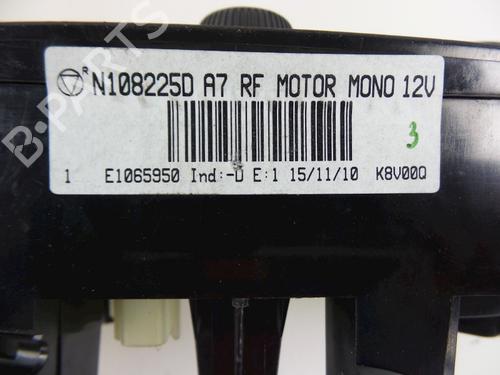 R N108225D A7 RF MOTOR MONO 12V
3
1 E1065950 Ind:-D E:1 15/11/10 K8V00Q
B-PARTS